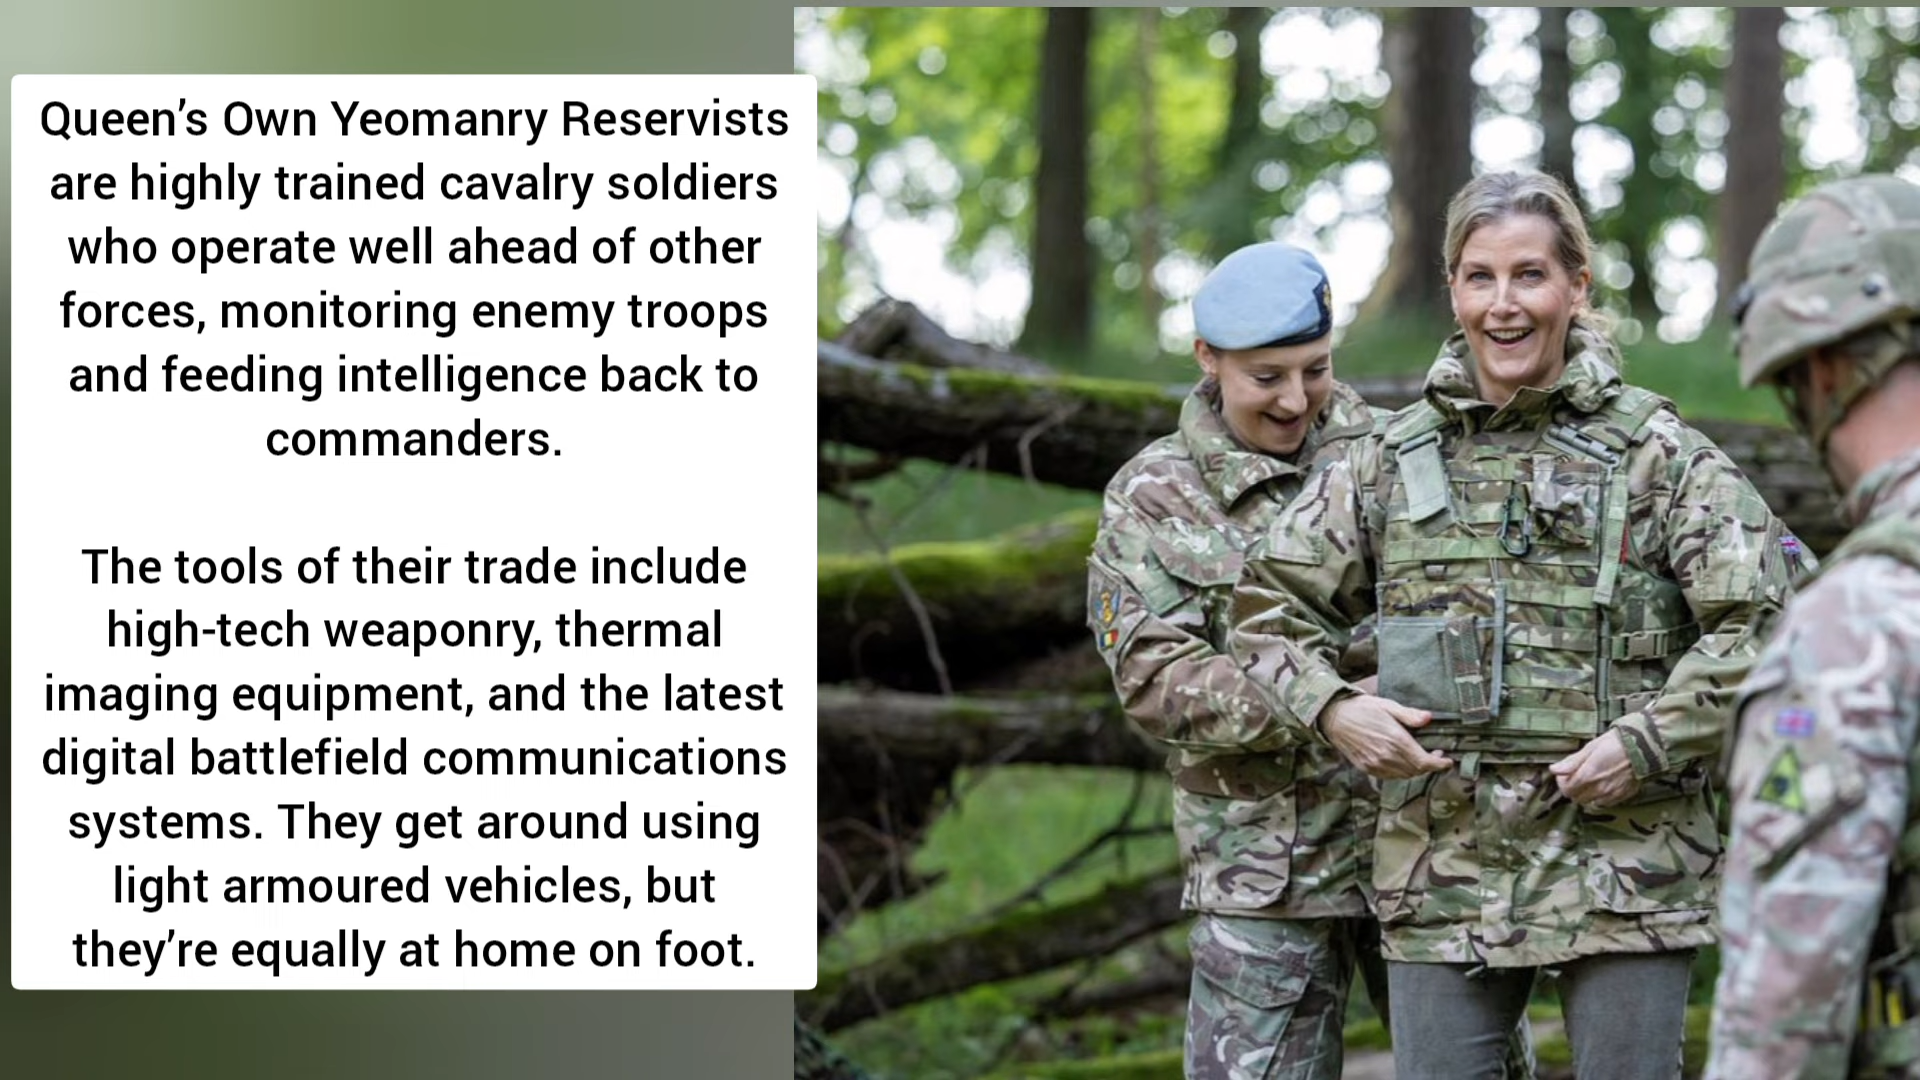 Queen’s Own Yeomanry Reservists
are highly trained cavalry soldiers
who operate well ahead of other
forces, monitoring enemy troops
and feeding intelligence back to
commanders.
The tools of their trade include
high-tech weaponry, thermal
imaging equipment, and the latest
digital battlefield communications
systems. They get around using
light armoured vehicles, but
they’re equally at home on foot.